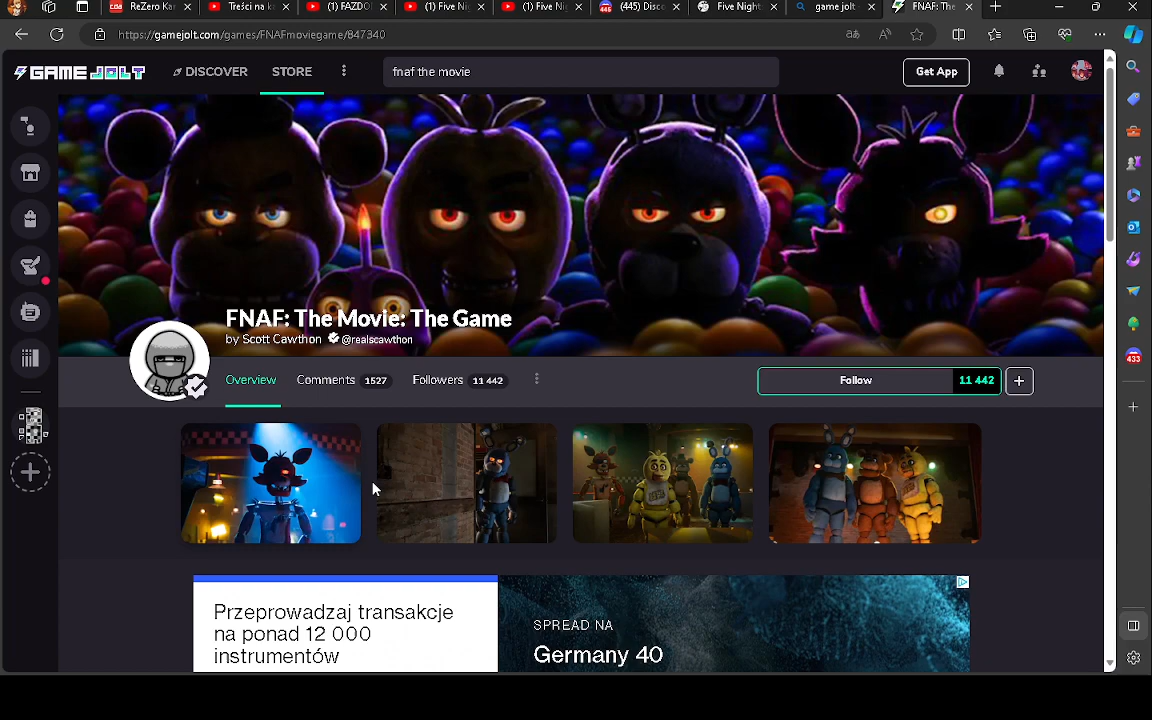 ReZero Kar
Treści na k
(1) FAZDO
(1) Five Ni
(1) Five Ni
(445) Disco
Five Night
game jolt -
FNAF: The
https://gamejolt.com/games/FNAFmoviegame/847340
GAME JOLT
DISCOVER
STORE
fnaf the movie
Get App
FNAF: The Movie: The Game
by Scott Cawthon @realscawthon
Overview
Comments 1527
Followers 11 442
Follow 11 442
433
Przeprowadzaj transakcje
na ponad 12 000
instrumentów
SPREAD NA
Germany 40